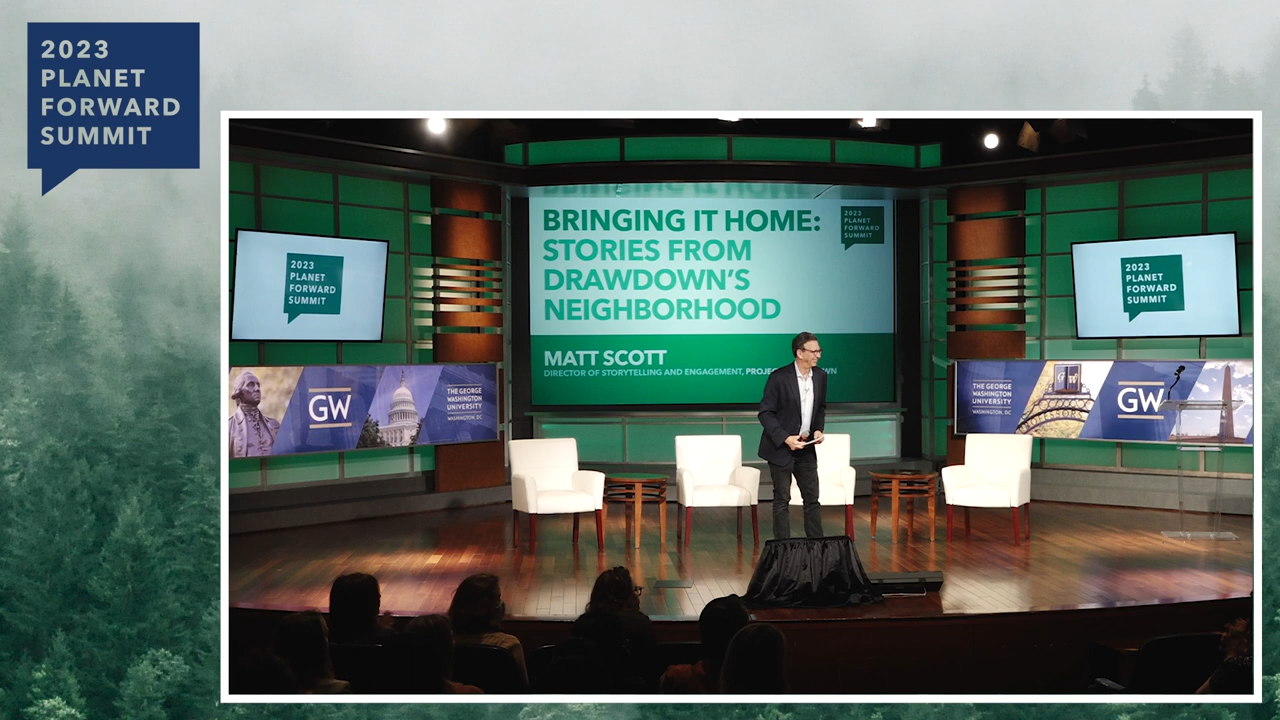 2023
PLANET
FORWARD
SUMMIT
BRINGING IT HOME:
STORIES FROM
DRAWDOWN'S
NEIGHBORHOOD
2023
PLANET
FORWARD
SUMMIT
MATT SCOTT
DIRECTOR OF STORYTELLING AND ENGAGEMENT,
2023
PLANET
FORWARD
SUMMIT
2023
PLANET
FORWARD
SUMMIT
GW
THE GEORGE
WASHINGTON
UNIVERSITY
WASHINGTON, DC
THE GEORGE
WASHINGTON
UNIVERSITY
WASHINGTON, DC
GW